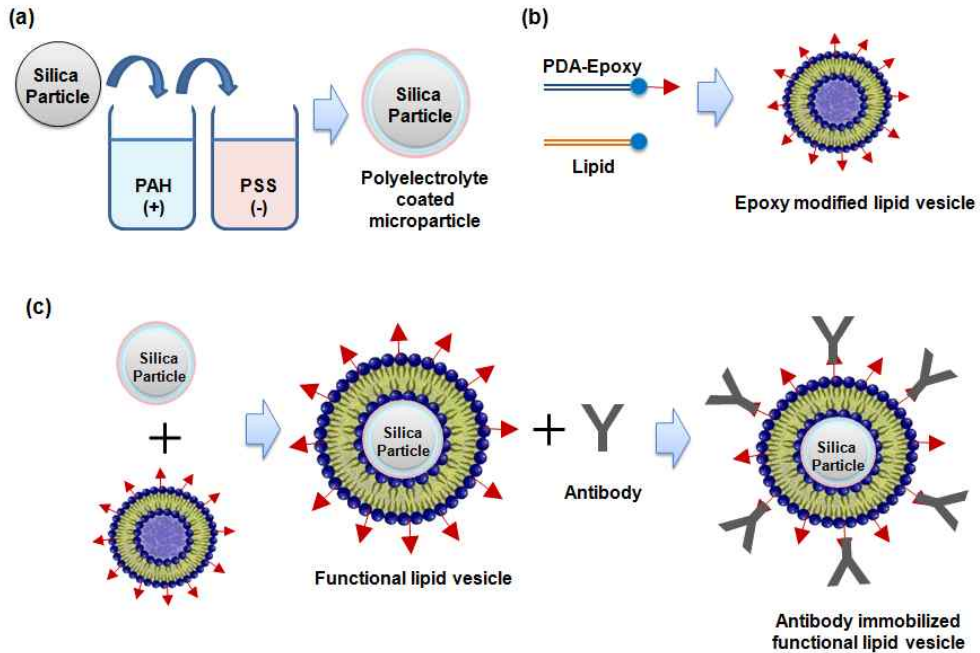 (a)
Silica
Particle
PAH
(+)
PSS
(-)
Silica
Particle
Polyelectrolyte
coated
microparticle
(b)
PDA-Epoxy
Lipid
Epoxy modified lipid vesicle
(c)
Silica
Particle
+
Silica
Particle
Functional lipid vesicle
+
Antibody
Silica
Particle
Antibody immobilized
functional lipid vesicle